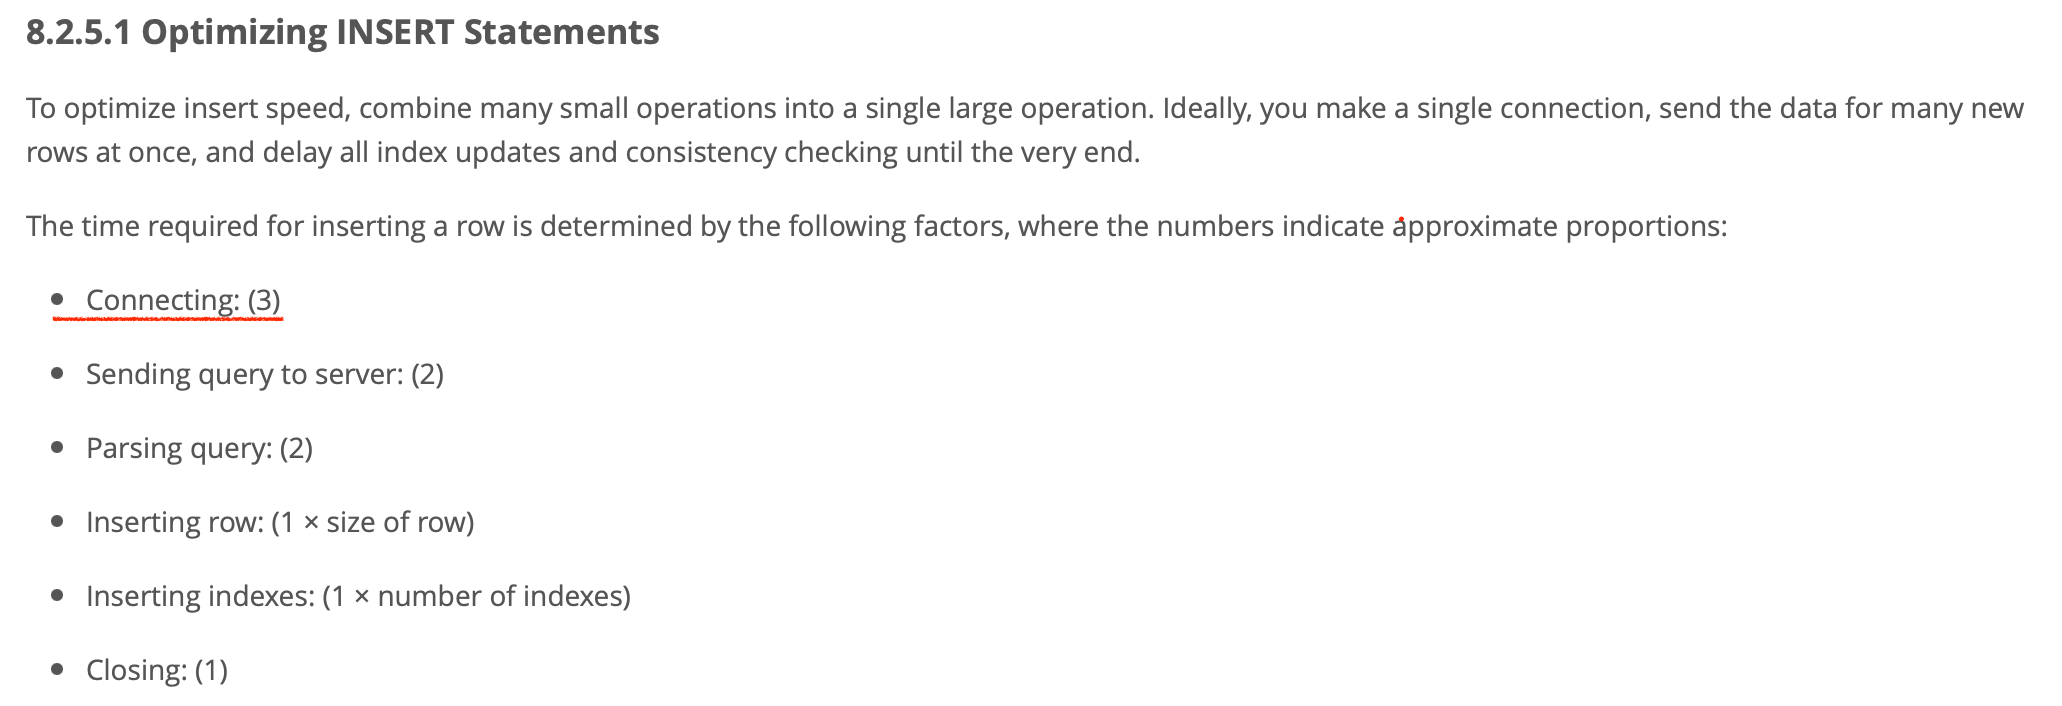 8.2.5.1 Optimizing INSERT Statements
To optimize insert speed, combine many small operations into a single large operation. Ideally, you make a single connection, send the data for many new
rows at once, and delay all index updates and consistency checking until the very end.
The time required for inserting a row is determined by the following factors, where the numbers indicate approximate proportions:
• Connecting: (3)
• Sending query to server: (2)
• Parsing query: (2)
• Inserting row: (1 × size of row)
• Inserting indexes: (1 × number of indexes)
• Closing: (1)